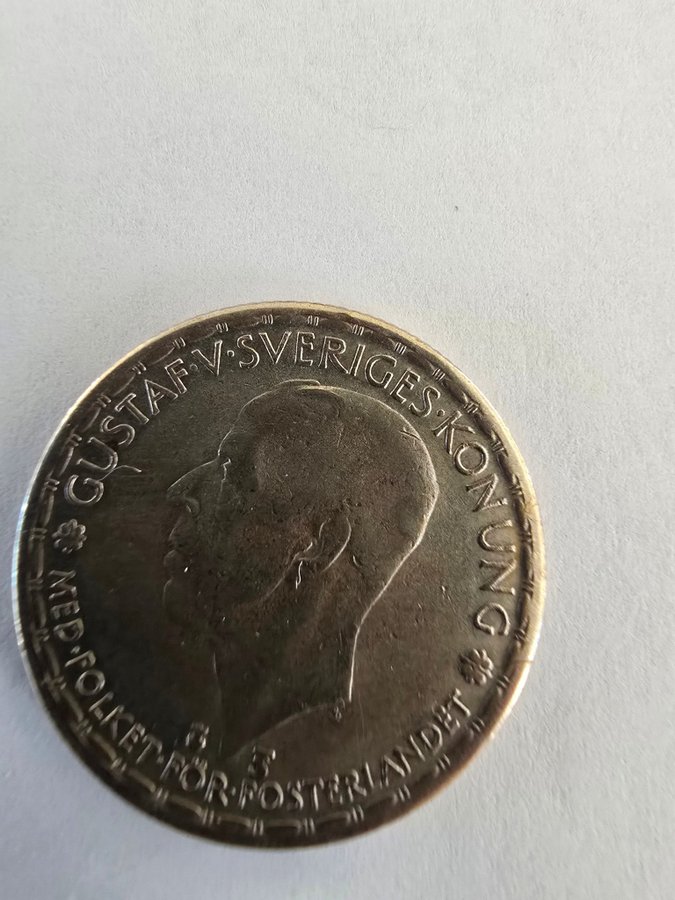 GUSTAF·V·SVERIGES·KONUNG
MED·FOLKET·FÖR·FOSTERLANDET
G